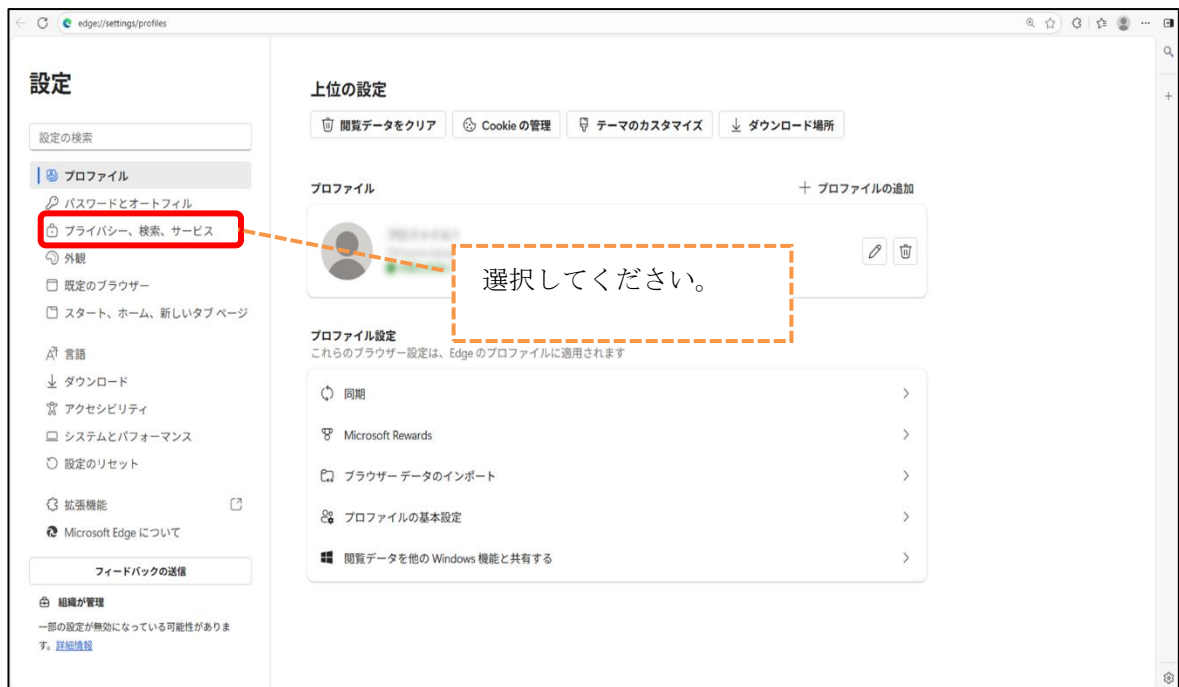 edge://settings/profiles
設定
設定の検索
プロファイル
パスワードとオートフィル
プライバシー、検索、サービス
外観
既定のブラウザー
スタート、ホーム、新しいタブ ページ
言語
ダウンロード
アクセシビリティ
システムとパフォーマンス
設定のリセット
拡張機能
Microsoft Edge について
フィードバックの送信
組織が管理
一部の設定が無効になっている可能性がありま
す。詳細情報
上位の設定
閲覧データをクリア
Cookie の管理
テーマのカスタマイズ
ダウンロード場所
プロファイル
プロファイルの追加
選択してください。
プロファイル設定
これらのブラウザー設定は、Edge のプロファイルに適用されます
同期
Microsoft Rewards
ブラウザー データのインポート
プロファイルの基本設定
閲覧データを他の Windows 機能と共有する